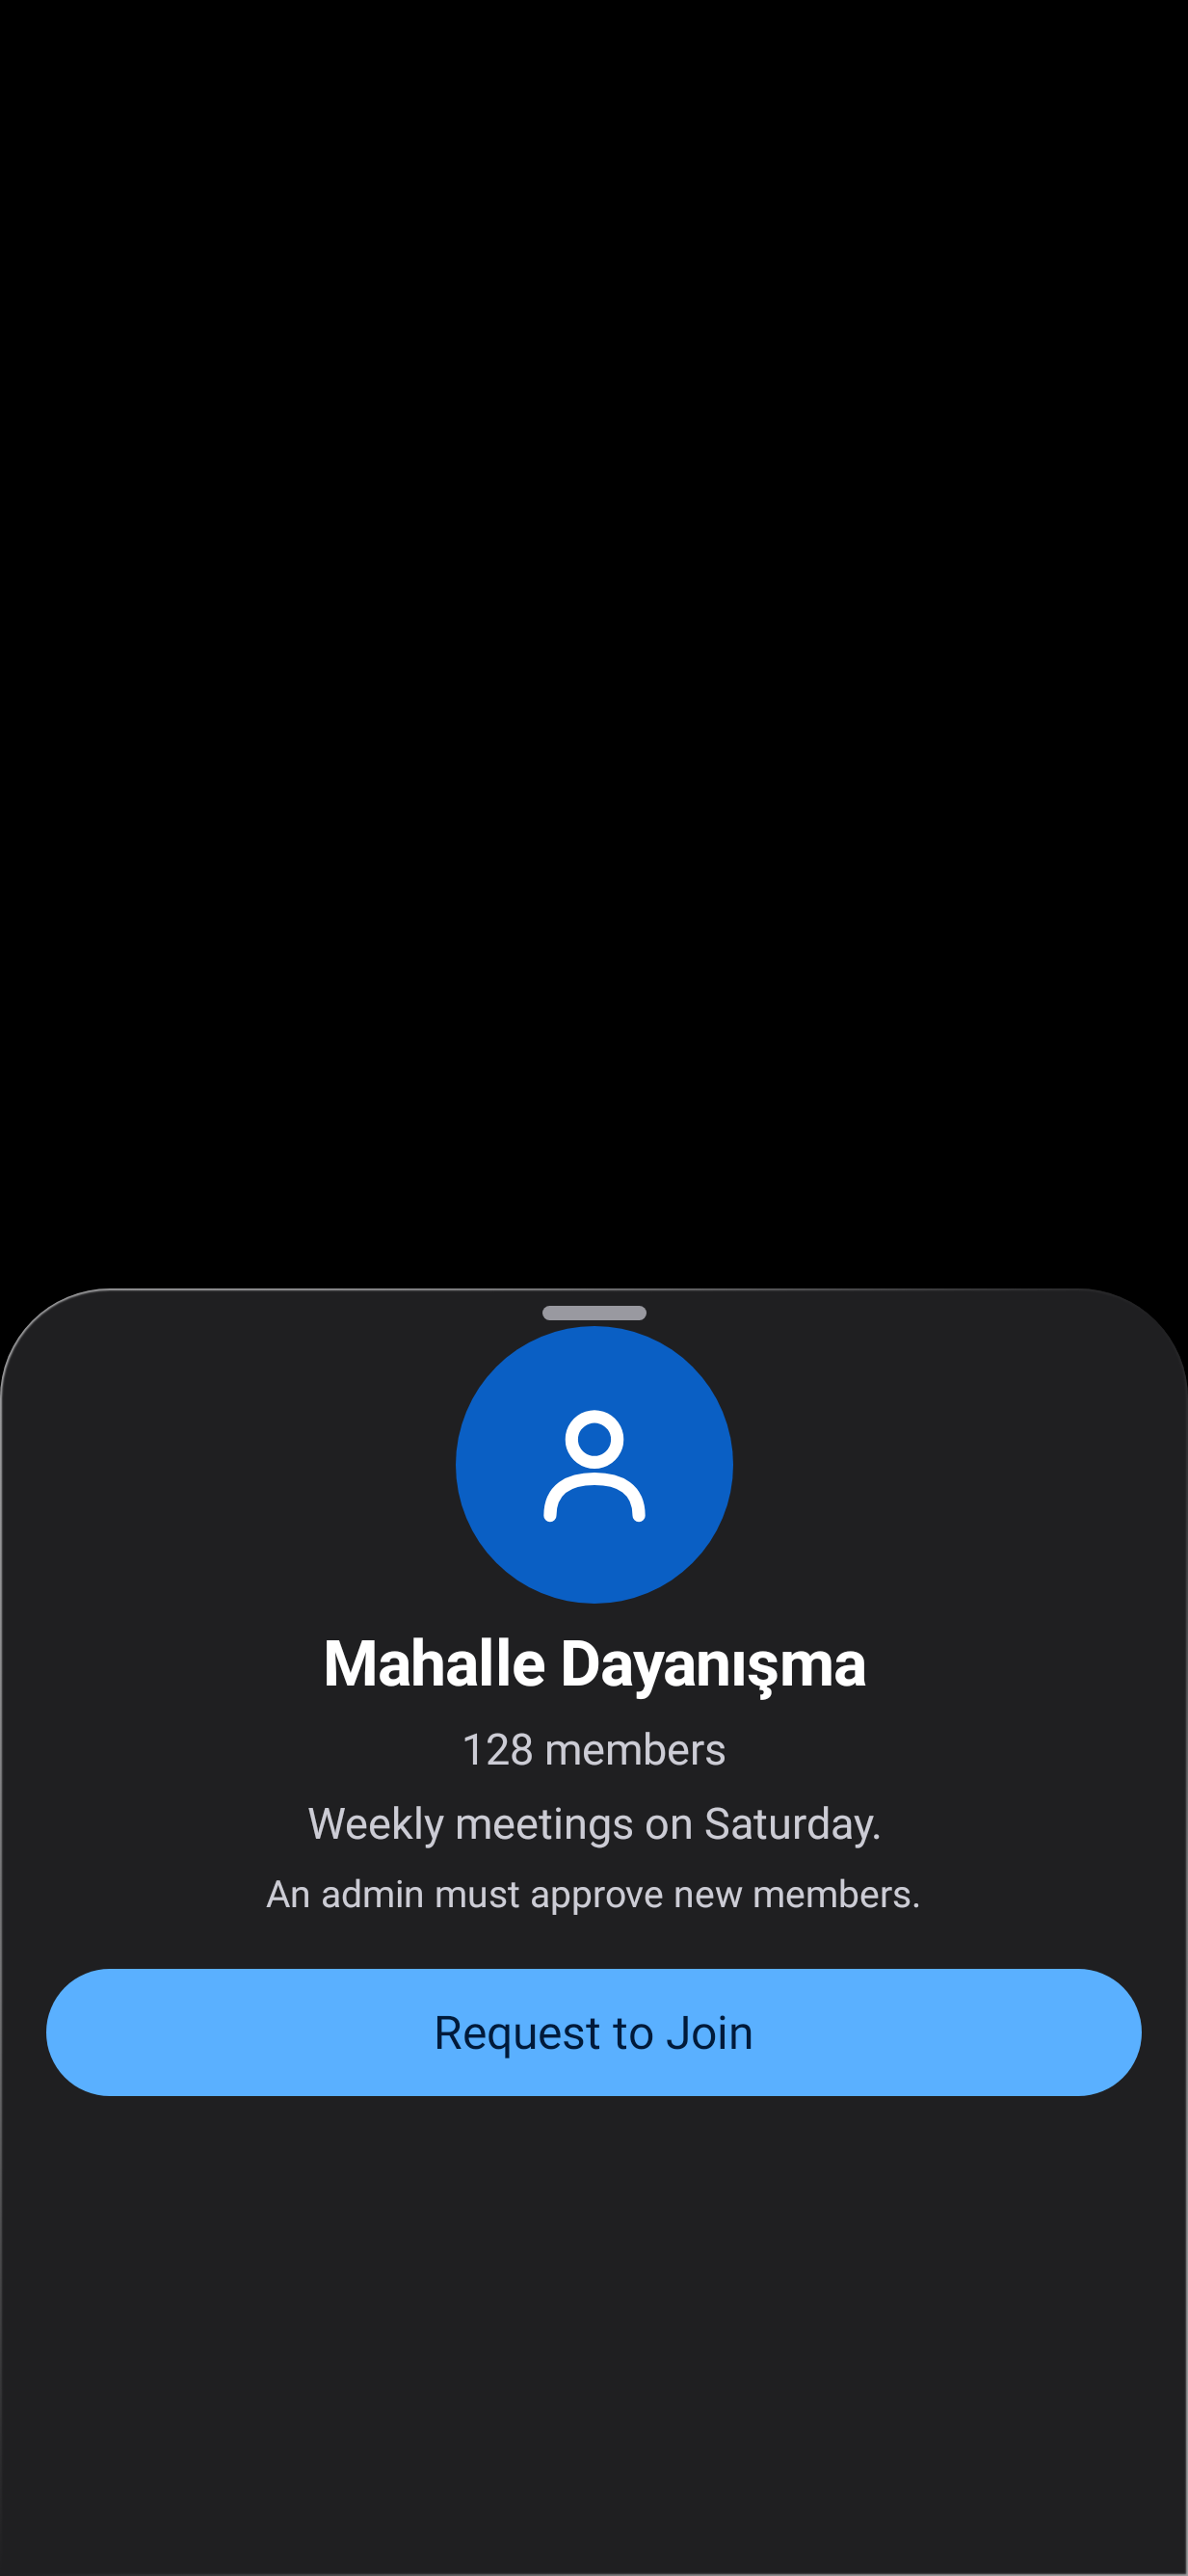 Mahalle Dayanışma
128 members
Weekly meetings on Saturday.
An admin must approve new members.
Request to Join